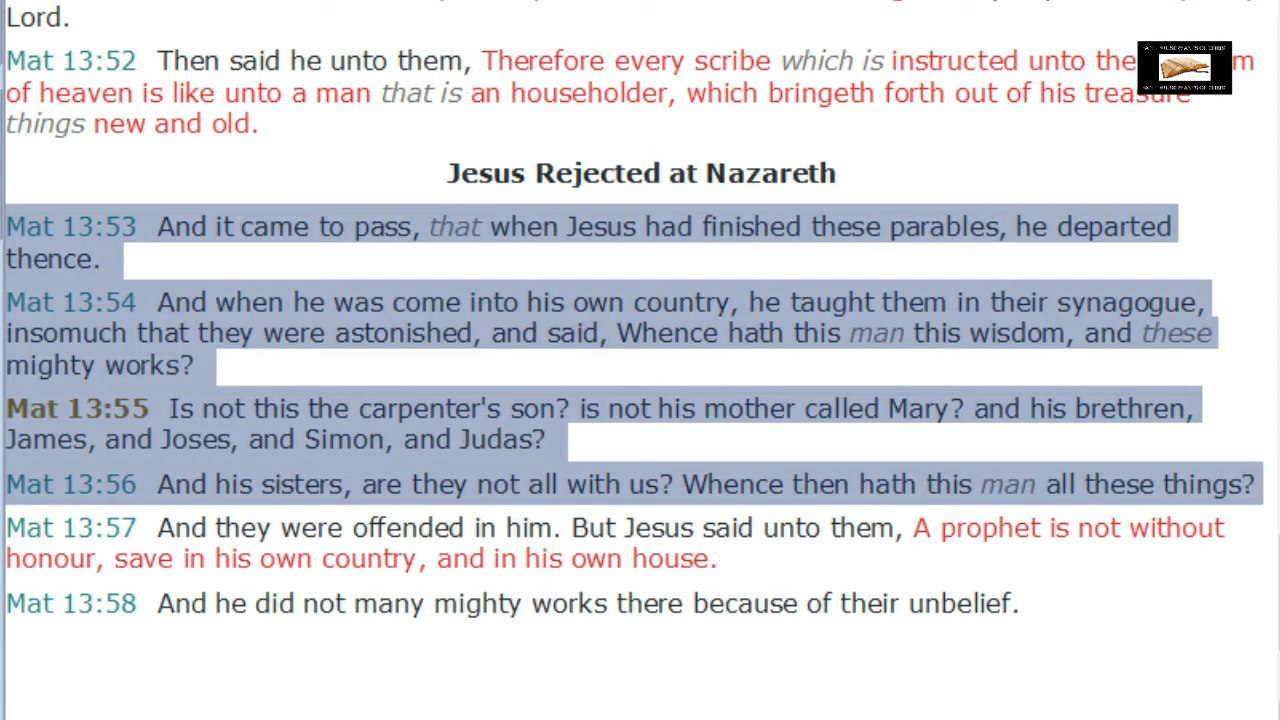 Lord.
Mat 13:52 Then said he unto them, Therefore every scribe which is instructed unto the m
of heaven is like unto a man that is an householder, which bringeth forth out of his treasure
things new and old.
Jesus Rejected at Nazareth
Mat 13:53 And it came to pass, that when Jesus had finished these parables, he departed
thence.
Mat 13:54 And when he was come into his own country, he taught them in their synagogue,
insomuch that they were astonished, and said, Whence hath this man this wisdom, and these
mighty works?
Mat 13:55 Is not this the carpenter's son? is not his mother called Mary? and his brethren,
James, and Joses, and Simon, and Judas?
Mat 13:56 And his sisters, are they not all with us? Whence then hath this man all these things?
Mat 13:57 And they were offended in him. But Jesus said unto them, A prophet is not without
honour, save in his own country, and in his own house.
Mat 13:58 And he did not many mighty works there because of their unbelief.